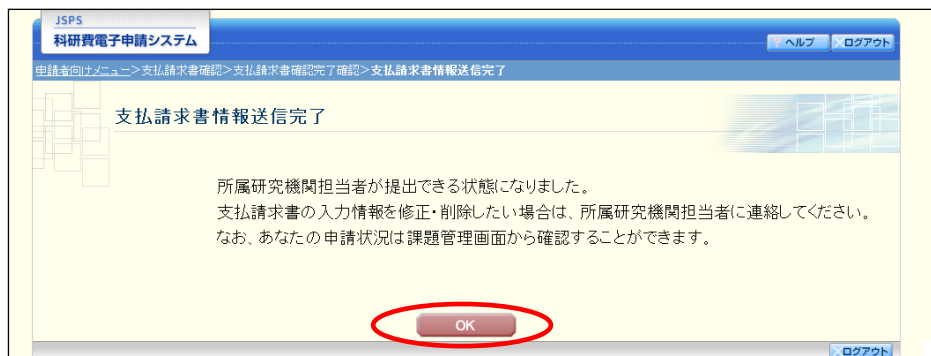 JSPS
科研費電子申請システム
? ヘルプ
ログアウト
申請者向けメニュー>支払請求書確認>支払請求書確認完了確認>支払請求書情報送信完了
支払請求書情報送信完了
所属研究機関担当者が提出できる状態になりました。
支払請求書の入力情報を修正・削除したい場合は、所属研究機関担当者に連絡してください。
なお、あなたの申請状況は課題管理画面から確認することができます。
OK
ログアウト